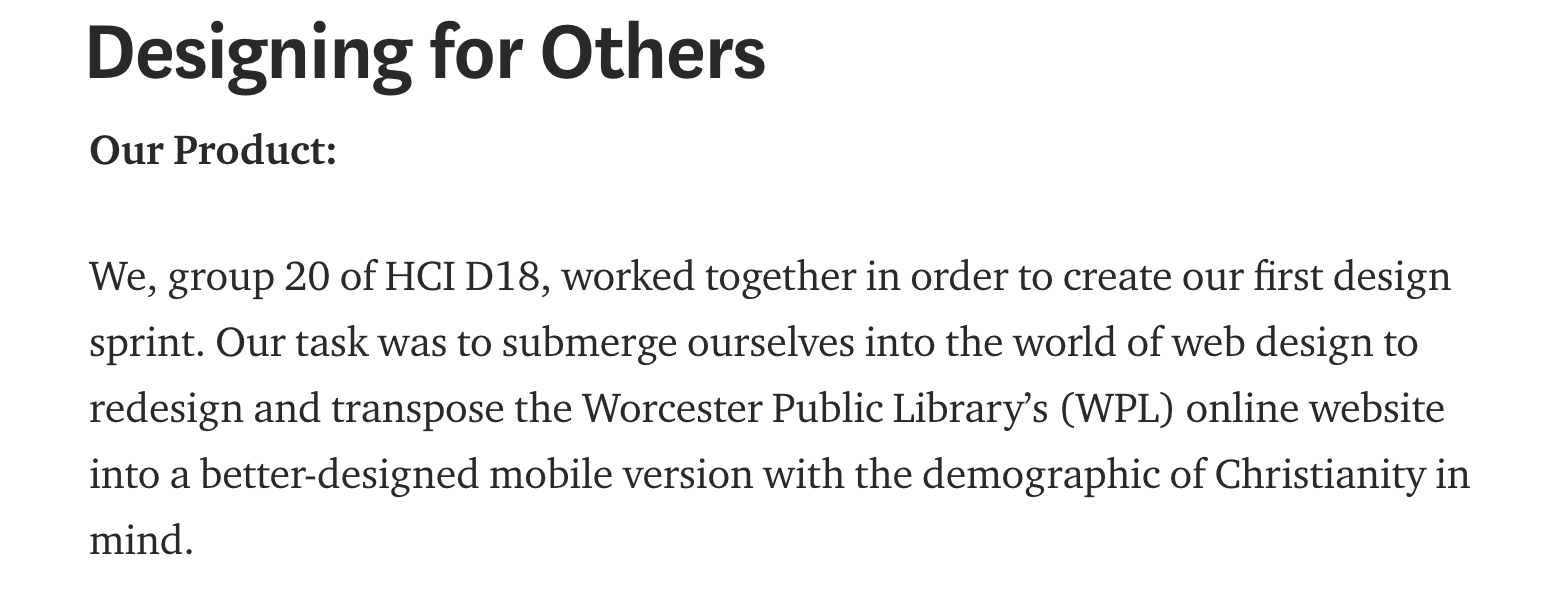 Designing for Others
Our Product:
We, group 20 of HCI D18, worked together in order to create our first design
sprint. Our task was to submerge ourselves into the world of web design to
redesign and transpose the Worcester Public Library’s (WPL) online website
into a better-designed mobile version with the demographic of Christianity in
mind.